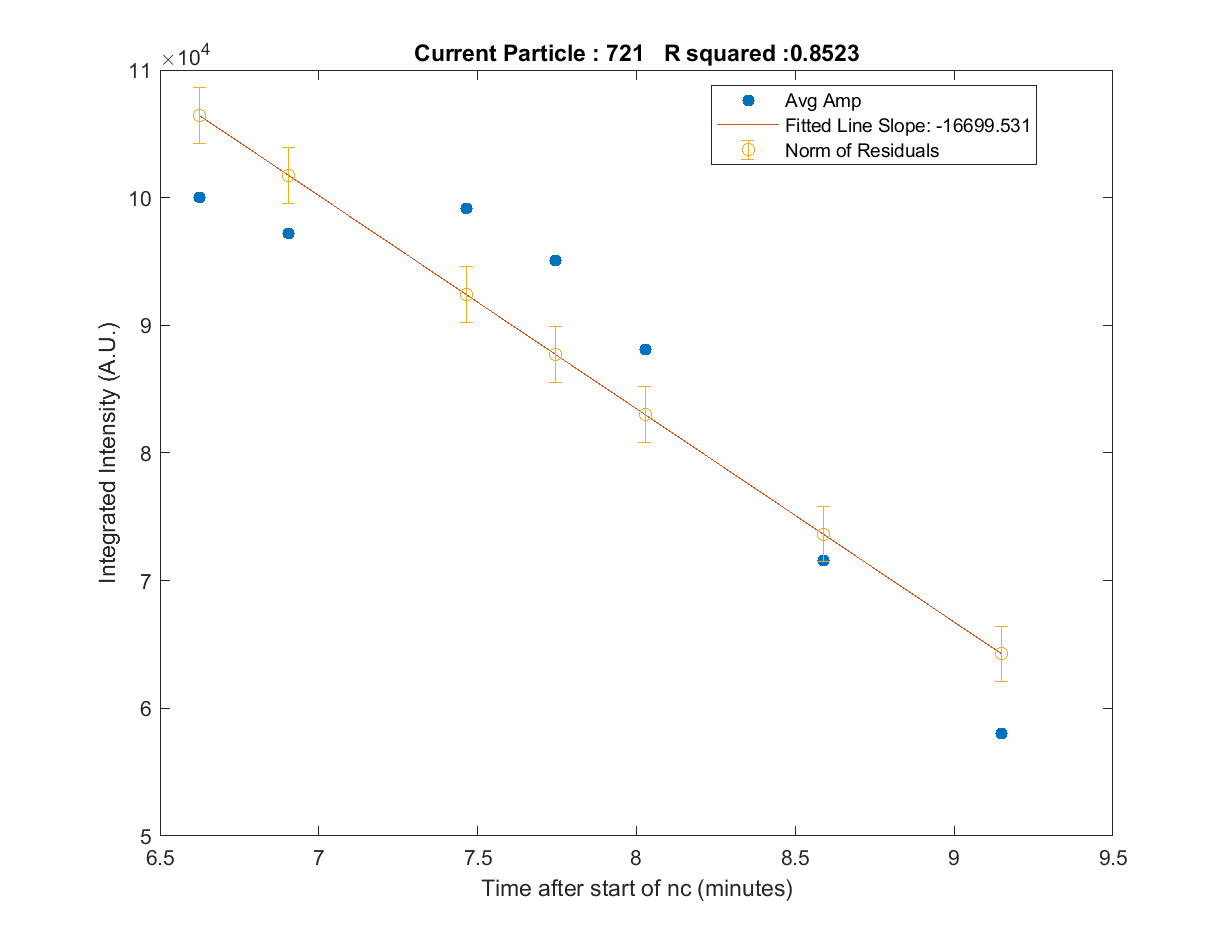 Current Particle : 721 R squared :0.8523
×10⁴
11
10
9
8
7
6
5
Integrated Intensity (A.U.)
Avg Amp
Fitted Line Slope: -16699.531
Norm of Residuals
6.5 7 7.5 8 8.5 9 9.5
Time after start of nc (minutes)